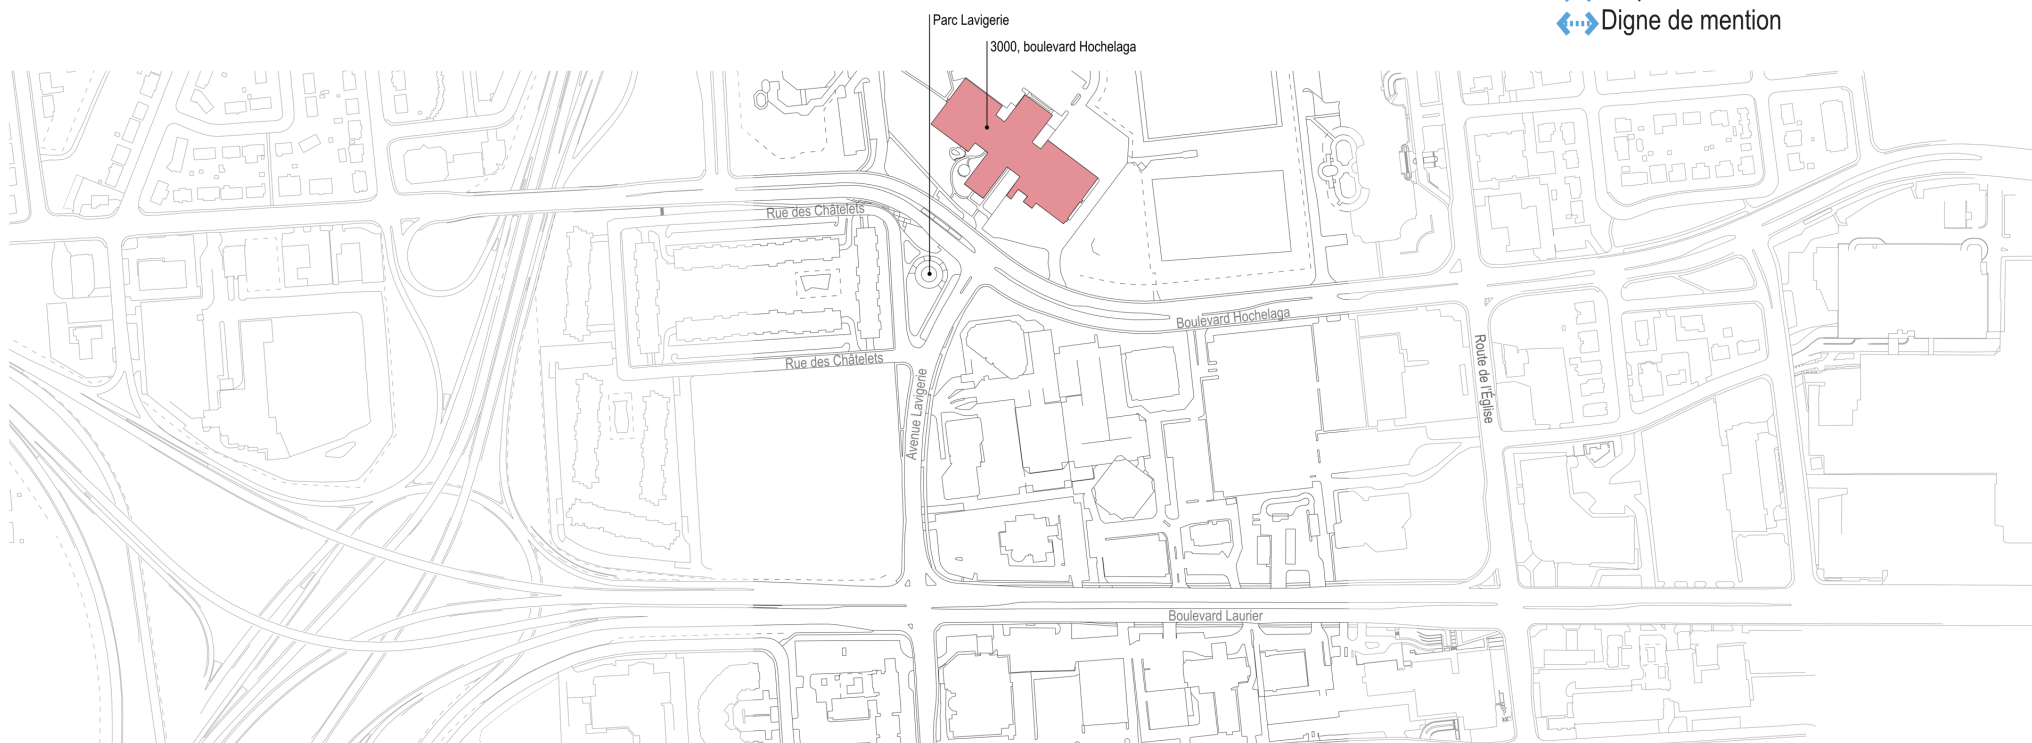 Digne de mention
Parc Lavigerie
3000, boulevard Hochelaga
Rue des Châtelets
Boulevard Hochelaga
Rue des Châtelets
Avenue Lavigerie
Route de l'Église
Boulevard Laurier